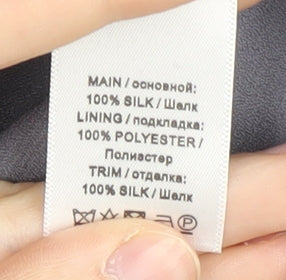 MAIN / основной:
100% SILK / Шелк
LINING / подкладка:
100% POLYESTER /
Полиэстер
TRIM / отделка:
100% SILK / Шелк
P